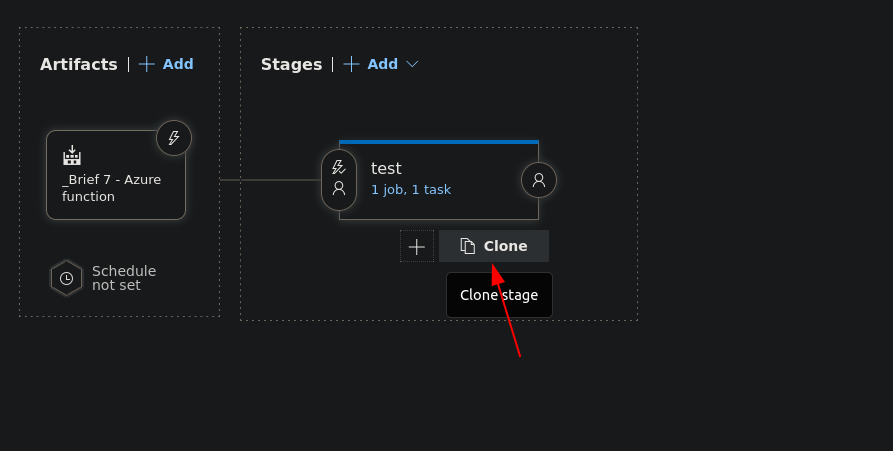 Artifacts | + Add
Stages | + Add
_Brief 7 - Azure
function
test
1 job, 1 task
Clone
Schedule
not set
Clone stage